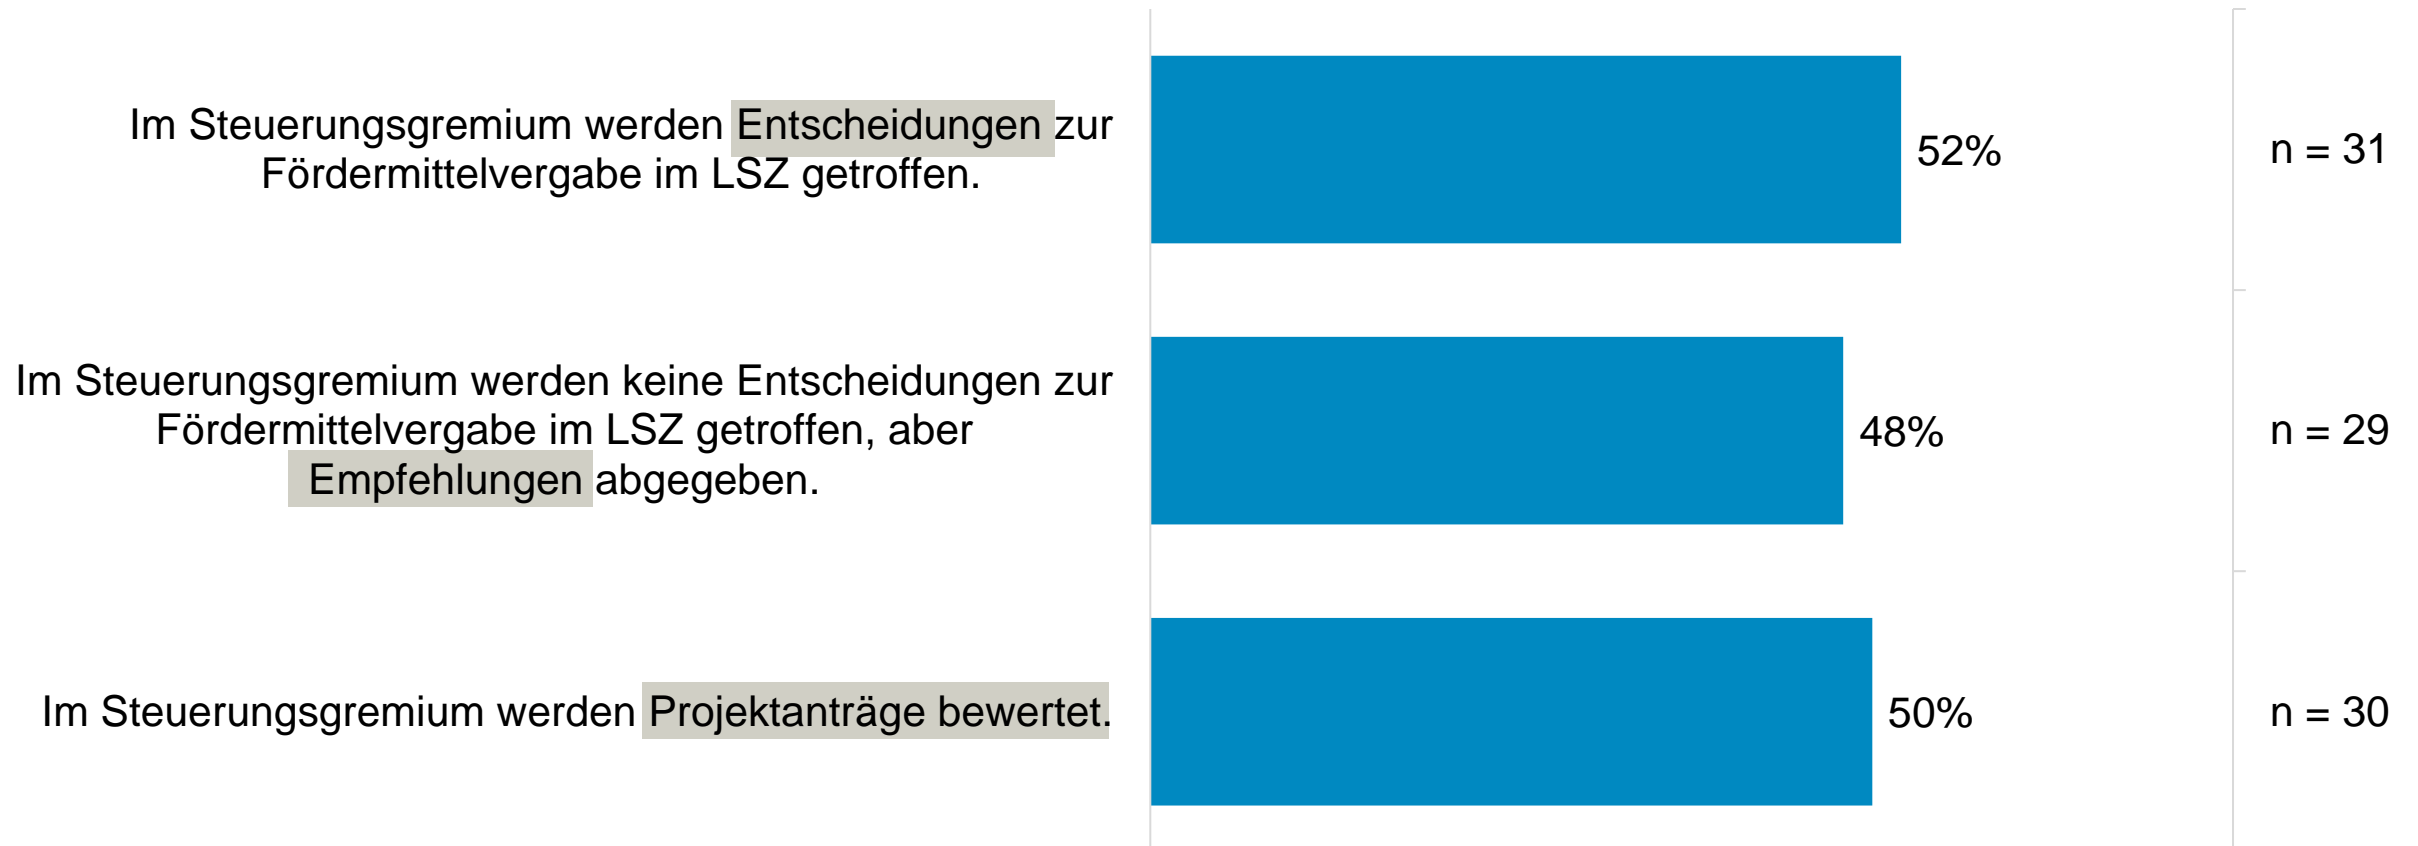 Im Steuerungsgremium werden Entscheidungen zur
Fördermittelvergabe im LSZ getroffen.
52%
n = 31
Im Steuerungsgremium werden keine Entscheidungen zur
Fördermittelvergabe im LSZ getroffen, aber
Empfehlungen abgegeben.
48%
n = 29
Im Steuerungsgremium werden Projektanträge bewertet.
50%
n = 30